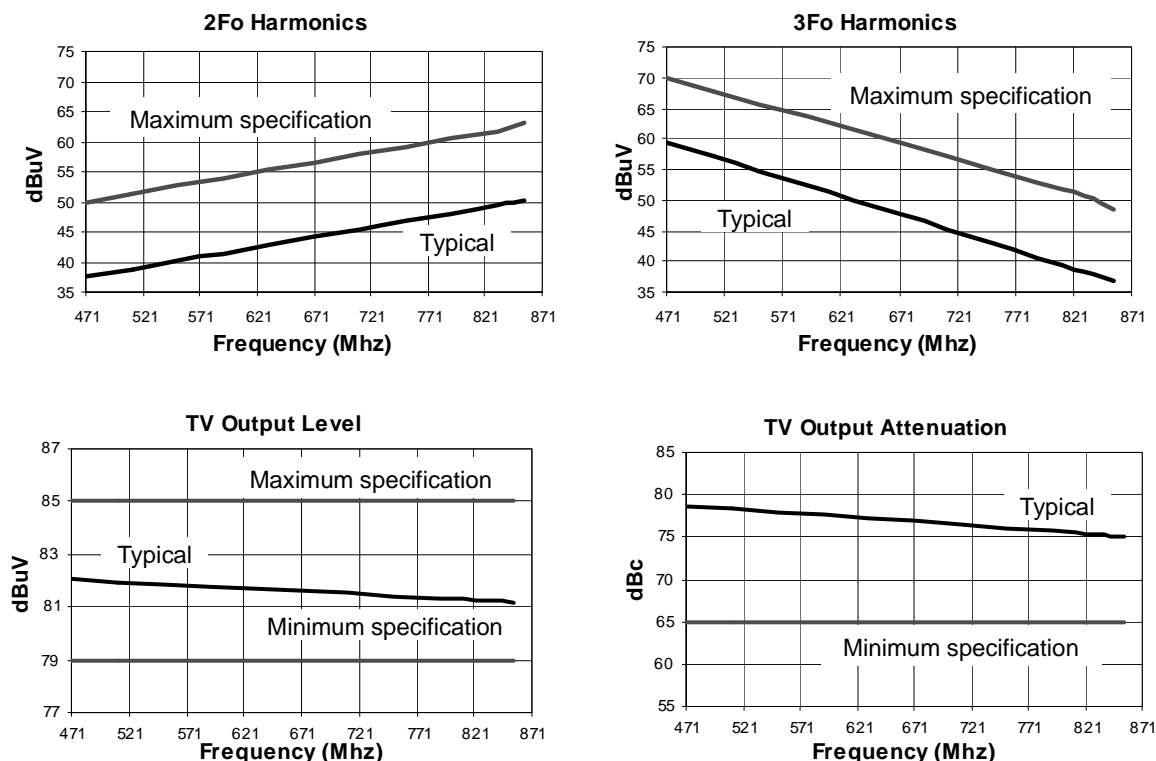 2Fo Harmonics
75
70
65
60
55
50
45
40
35
dBuV
Maximum specification
Typical
471 521 571 621 671 721 771 821 871
Frequency (Mhz)
3Fo Harmonics
75
70
65
60
55
50
45
40
35
dBuV
Maximum specification
Typical
471 521 571 621 671 721 771 821 871
Frequency (Mhz)
TV Output Level
87
85
83
81
79
77
dBuV
Maximum specification
Typical
Minimum specification
471 521 571 621 671 721 771 821 871
Frequency (Mhz)
TV Output Attenuation
85
80
75
70
65
60
55
dBc
Typical
Minimum specification
471 521 571 621 671 721 771 821 871
Frequency (Mhz)